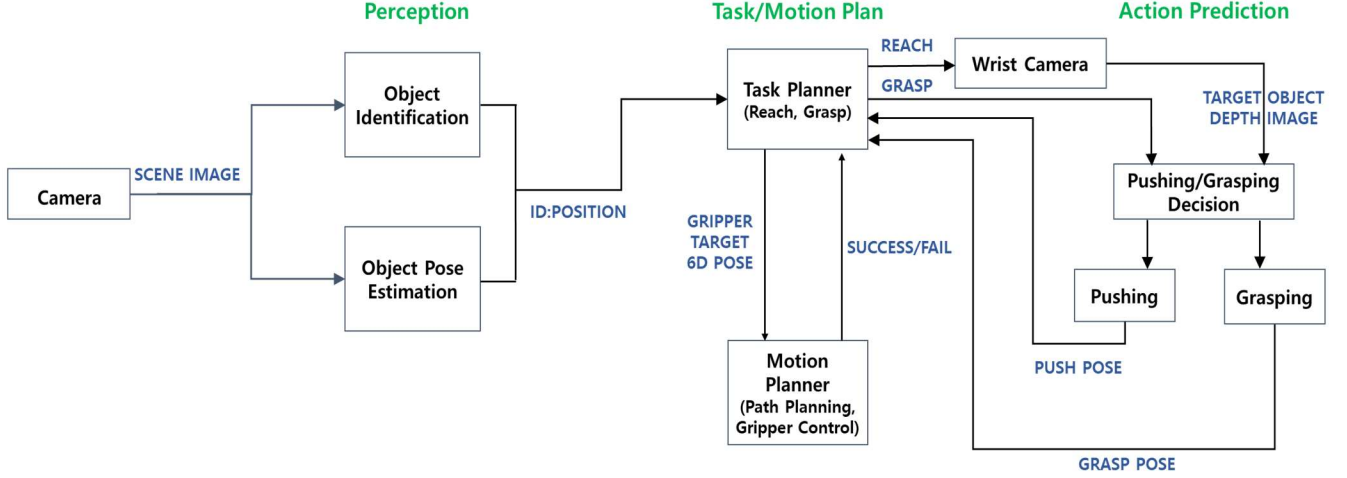 Perception
Task/Motion Plan
Action Prediction
Camera
SCENE IMAGE
Object
Identification
Object Pose
Estimation
ID:POSITION
Task Planner
(Reach, Grasp)
REACH
GRASP
Wrist Camera
TARGET OBJECT
DEPTH IMAGE
Pushing/Grasping
Decision
Pushing
Grasping
GRIPPER
TARGET
6D POSE
SUCCESS/FAIL
Motion
Planner
(Path Planning,
Gripper Control)
PUSH POSE
GRASP POSE